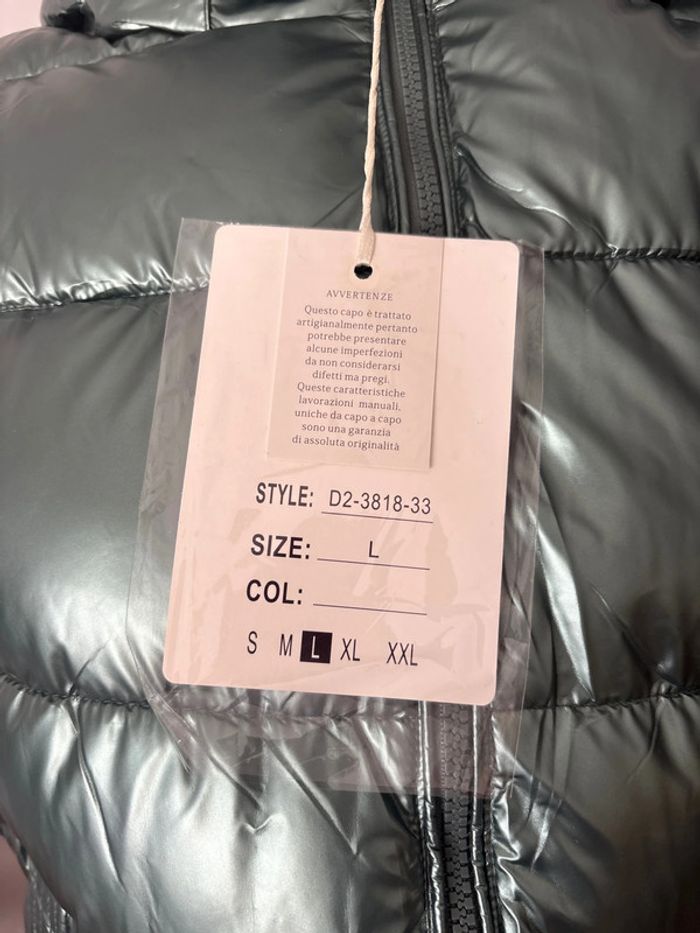 AVVERTENZE
Questo capo è trattato
artigianalmente pertanto
potrebbe presentare
alcune imperfezioni
da non considerarsi
difetti ma pregi.
Queste caratteristiche
lavorazioni manuali,
uniche da capo a capo
sono una garanzia
di assoluta originalità
STYLE: D2-3818-33
SIZE: L
COL:
S M L XL XXL